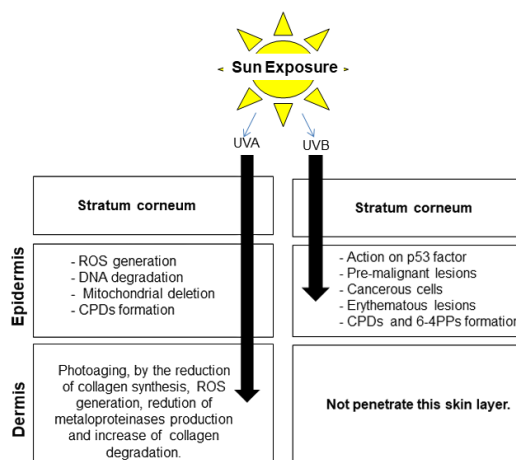 Sun Exposure
UVA
UVB
Stratum corneum
Stratum corneum
Epidermis
- ROS generation
- DNA degradation
- Mitochondrial deletion
- CPDs formation
- Action on p53 factor
- Pre-malignant lesions
- Cancerous cells
- Erythematous lesions
- CPDs and 6-4PPs formation
Dermis
Photoaging, by the reduction
of collagen synthesis, ROS
generation, redution of
metaloproteinases production
and increase of collagen
degradation.
Not penetrate this skin layer.